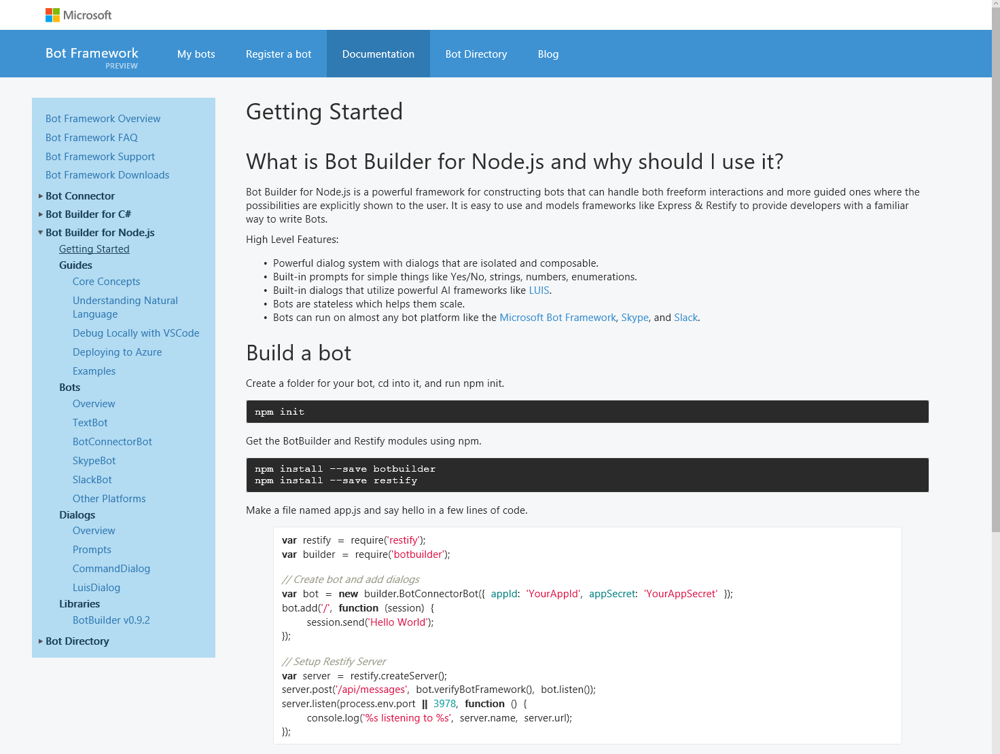 Microsoft
Bot Framework
PREVIEW
My bots
Register a bot
Documentation
Bot Directory
Blog
Bot Framework Overview
Bot Framework FAQ
Bot Framework Support
Bot Framework Downloads
Bot Connector
Bot Builder for C#
Bot Builder for Node.js
Getting Started
Guides
Core Concepts
Understanding Natural
Language
Debug Locally with VSCode
Deploying to Azure
Examples
Bots
Overview
TextBot
BotConnectorBot
SkypeBot
SlackBot
Other Platforms
Dialogs
Overview
Prompts
CommandDialog
LuisDialog
Libraries
BotBuilder v0.9.2
Bot Directory
Getting Started
What is Bot Builder for Node.js and why should I use it?
Bot Builder for Node.js is a powerful framework for constructing bots that can handle both freeform interactions and more guided ones where the
possibilities are explicitly shown to the user. It is easy to use and models frameworks like Express & Restify to provide developers with a familiar
way to write Bots.
High Level Features:
• Powerful dialog system with dialogs that are isolated and composable.
• Built-in prompts for simple things like Yes/No, strings, numbers, enumerations.
• Built-in dialogs that utilize powerful AI frameworks like LUIS.
• Bots are stateless which helps them scale.
• Bots can run on almost any bot platform like the Microsoft Bot Framework, Skype, and Slack.
Build a bot
Create a folder for your bot, cd into it, and run npm init.
npm init
Get the BotBuilder and Restify modules using npm.
npm install --save botbuilder
npm install --save restify
Make a file named app.js and say hello in a few lines of code.
var restify = require('restify');
var builder = require('botbuilder');
// Create bot and add dialogs
var bot = new builder.BotConnectorBot({ appId: 'YourAppId', appSecret: 'YourAppSecret' });
bot.add('/', function (session) {
session.send('Hello World');
});
// Setup Restify Server
var server = restify.createServer();
server.post('/api/messages', bot.verifyBotFramework(), bot.listen());
server.listen(process.env.port || 3978, function () {
console.log('%s listening to %s', server.name, server.url);
});